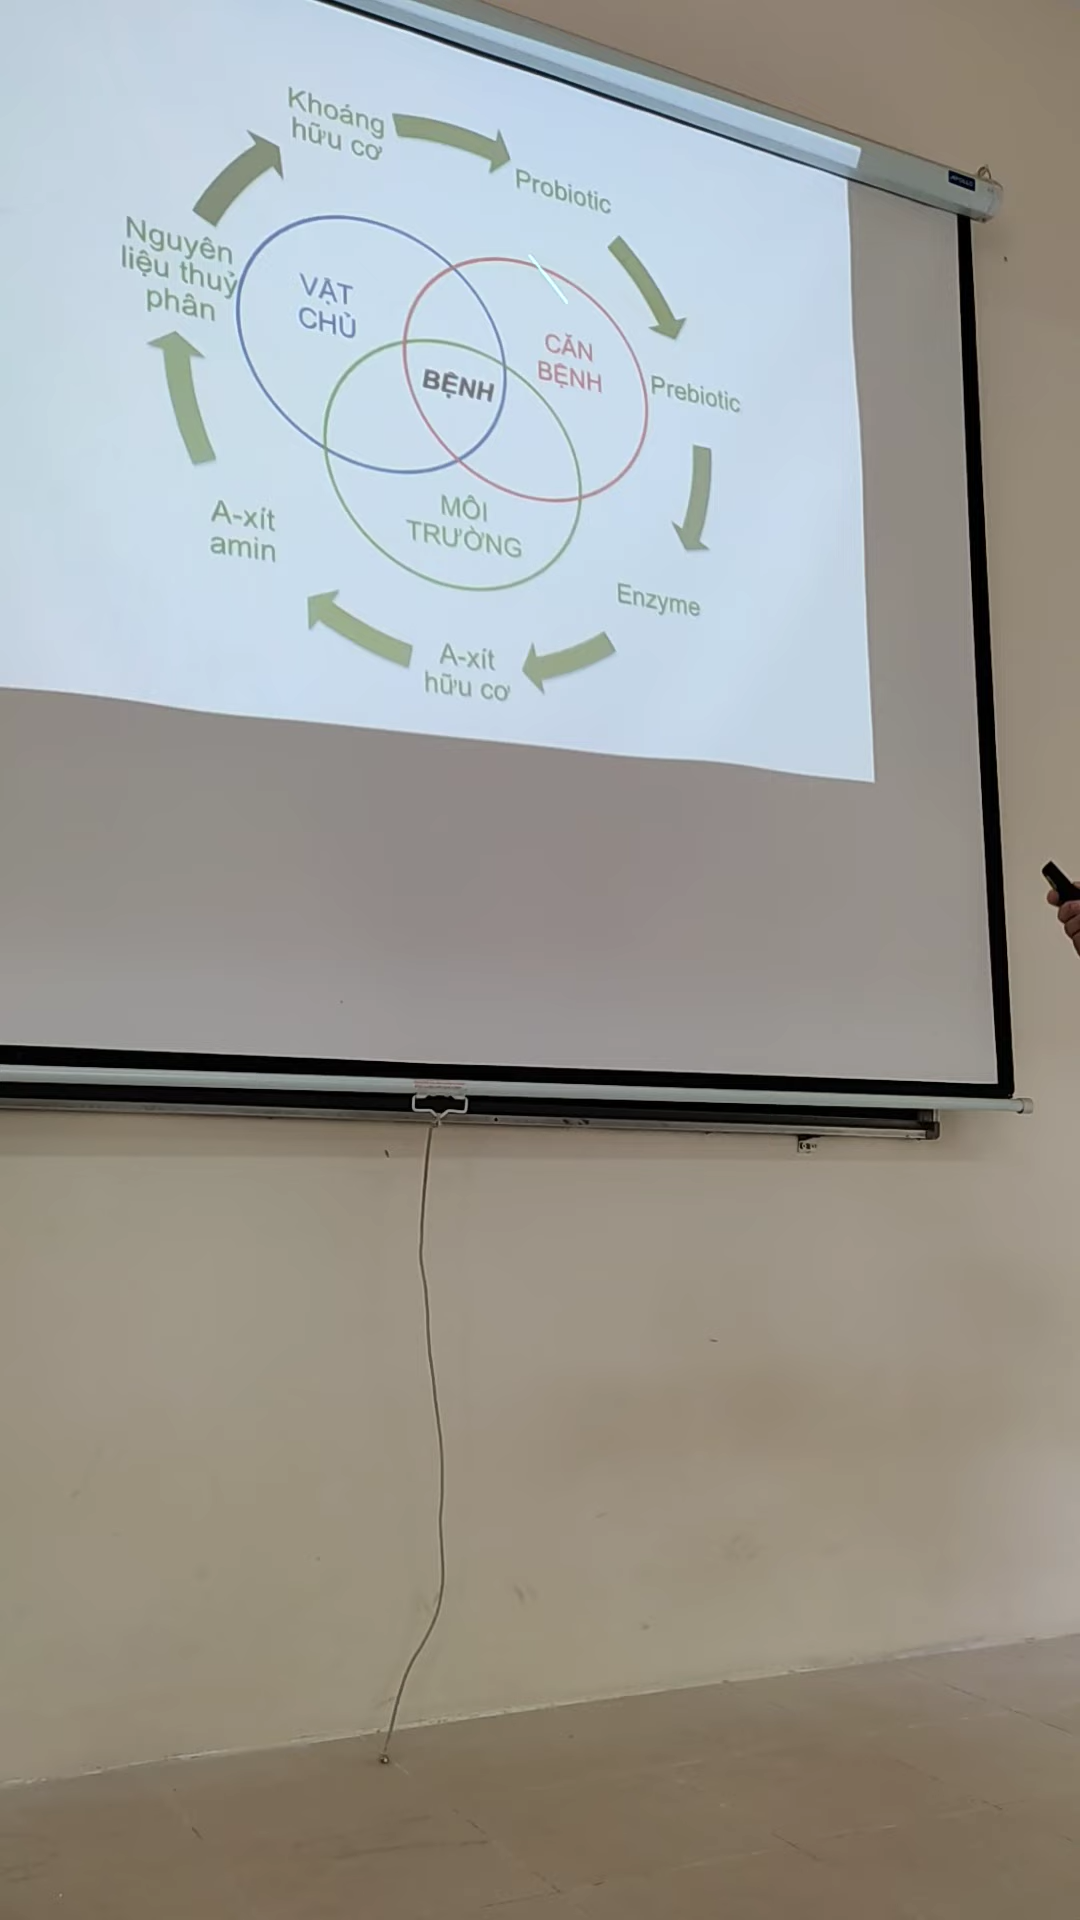 Khoáng
hữu cơ
Probiotic
Nguyên
liệu thuỷ
phân
VẬT
CHỦ
CĂN
BỆNH
BỆNH
Prebiotic
MÔI
TRƯỜNG
A-xít
amin
Enzyme
A-xít
hữu cơ